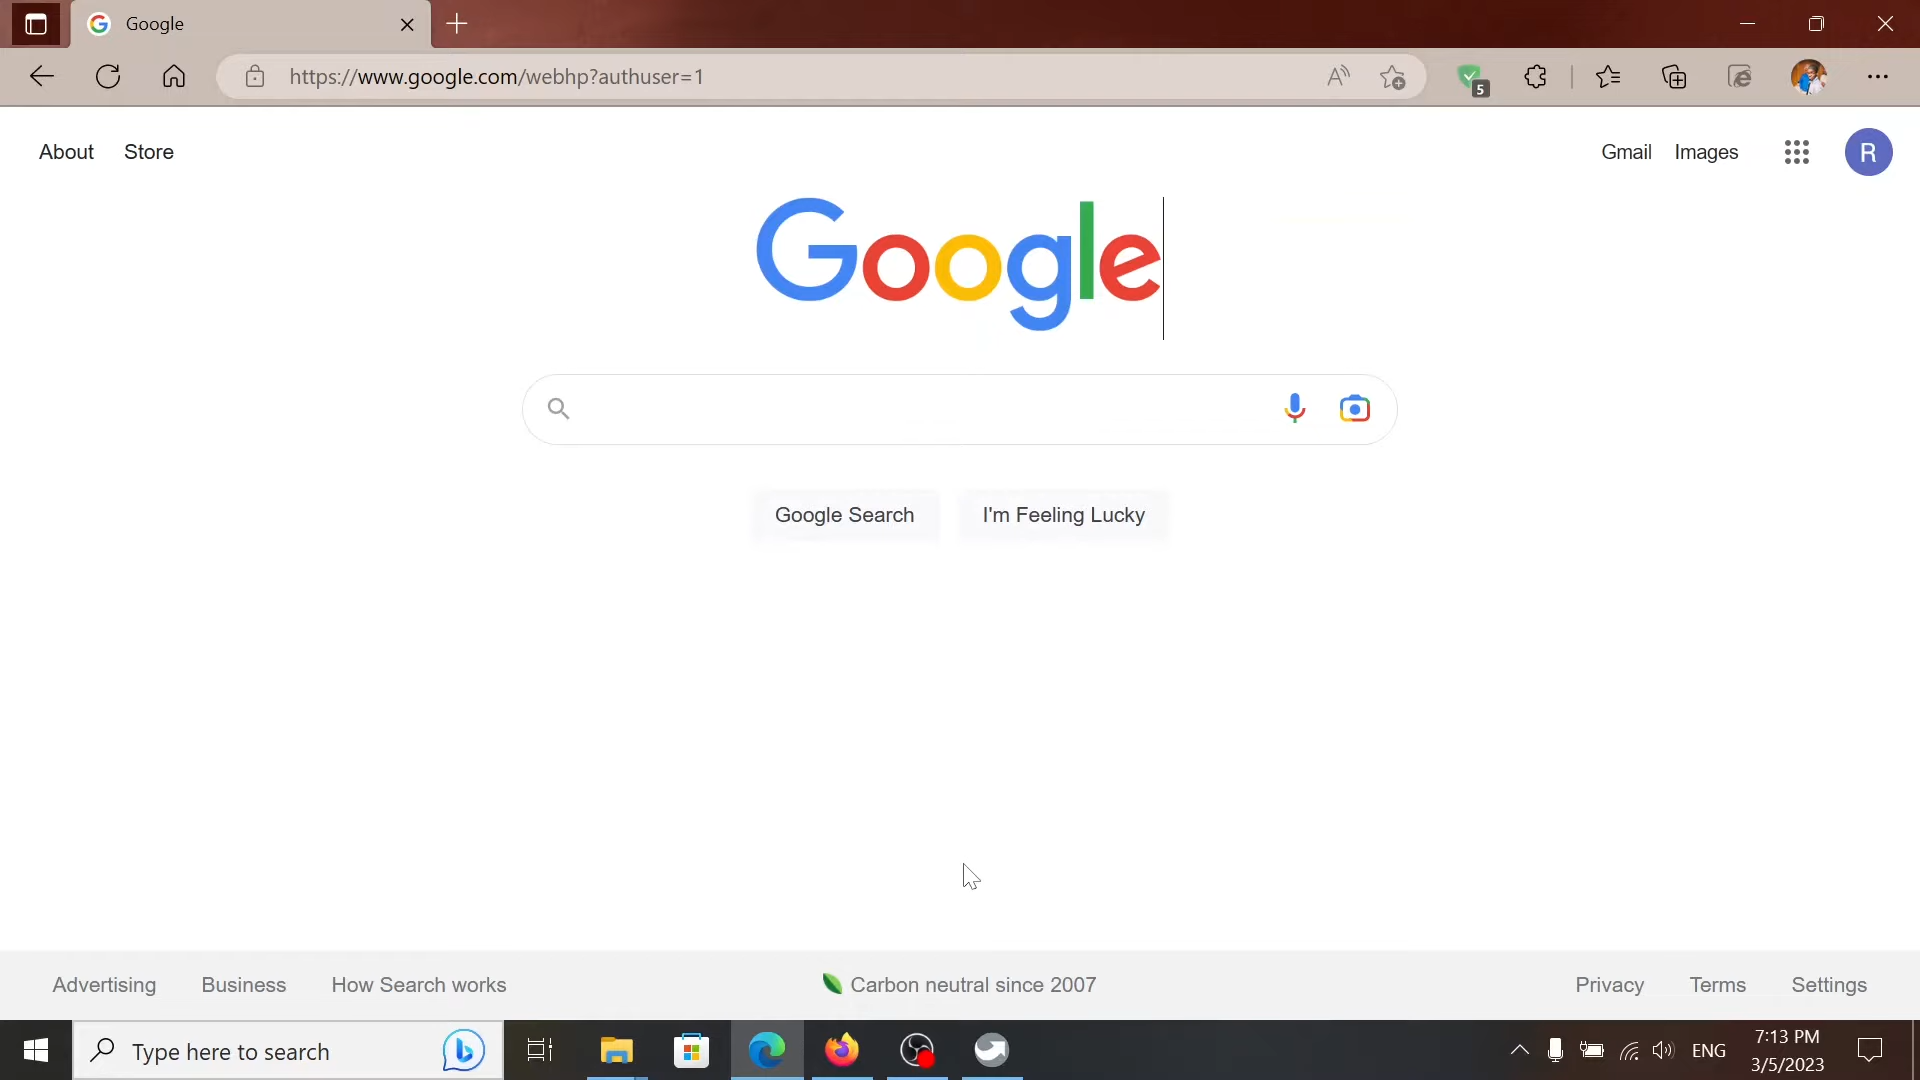 Google
https://www.google.com/webhp?authuser=1
5
About Store
Gmail Images
R
Google
Google Search I'm Feeling Lucky
Advertising Business How Search works
Carbon neutral since 2007
Privacy Terms Settings
Type here to search
ENG
7:13 PM
3/5/2023